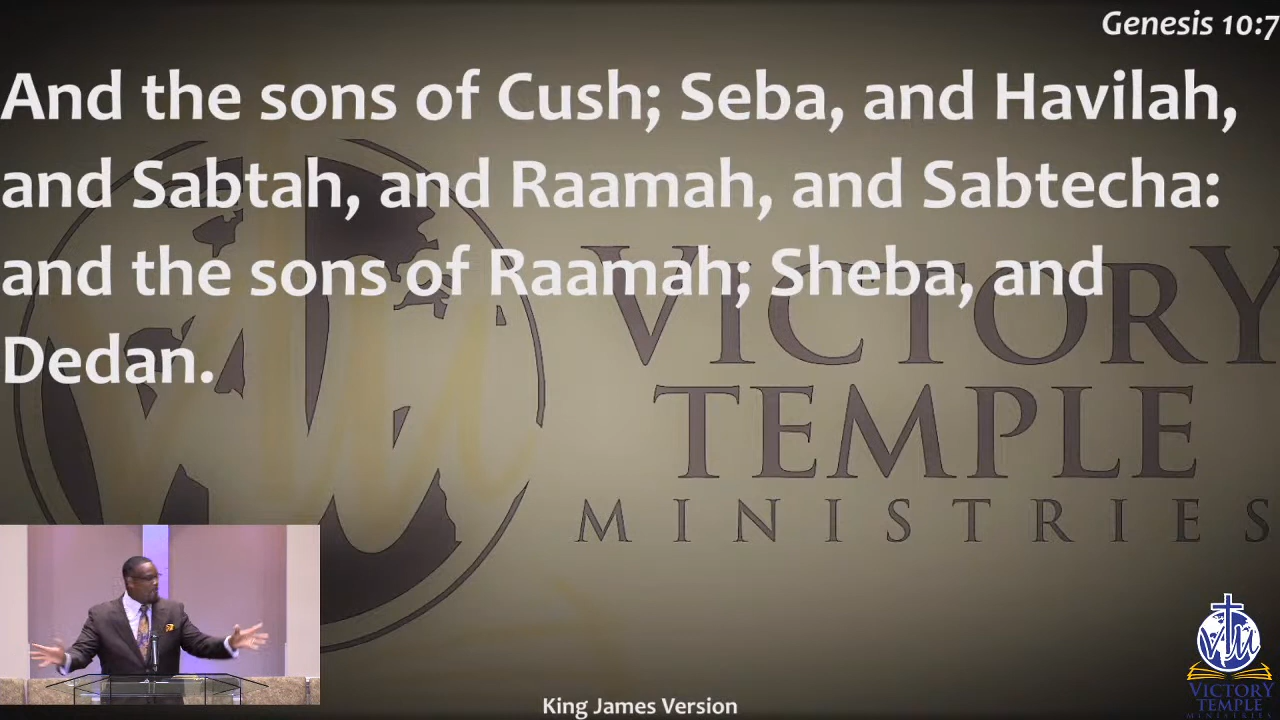 Genesis 10:7
And the sons of Cush; Seba, and Havilah,
and Sabtah, and Raamah, and Sabtecha:
and the sons of Raamah; Sheba, and
Dedan.
VICTORY
TEMPLE
MINISTRIES
King James Version
VICTORY
TEMPLE
MINISTRIES